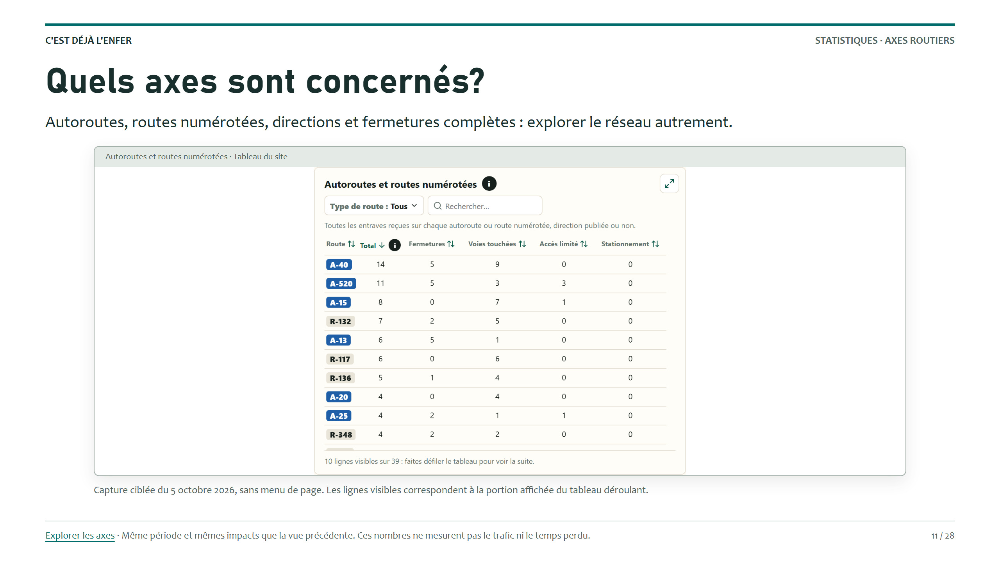 C'EST DÉJÀ L'ENFER
STATISTIQUES · AXES ROUTIERS
Quels axes sont concernés?
Autoroutes, routes numérotées, directions et fermetures complètes : explorer le réseau autrement.
Autoroutes et routes numérotées · Tableau du site
Autoroutes et routes numérotées i
Type de route : Tous
Rechercher...
Toutes les entraves reçues sur chaque autoroute ou route numérotée, direction publiée ou non.
Route Total i Fermetures Voies touchées Accès limité Stationnement
A-40 14 5 9 0 0
A-520 11 5 3 3 0
A-15 8 0 7 1 0
R-132 7 2 5 0 0
A-13 6 5 1 0 0
R-117 6 0 6 0 0
R-136 5 1 4 0 0
A-20 4 0 4 0 0
A-25 4 2 1 1 0
R-348 4 2 2 0 0
10 lignes visibles sur 39 : faites défiler le tableau pour voir la suite.
Capture ciblée du 5 octobre 2026, sans menu de page. Les lignes visibles correspondent à la portion affichée du tableau déroulant.
Explorer les axes · Même période et mêmes impacts que la vue précédente. Ces nombres ne mesurent pas le trafic ni le temps perdu.
11 / 28